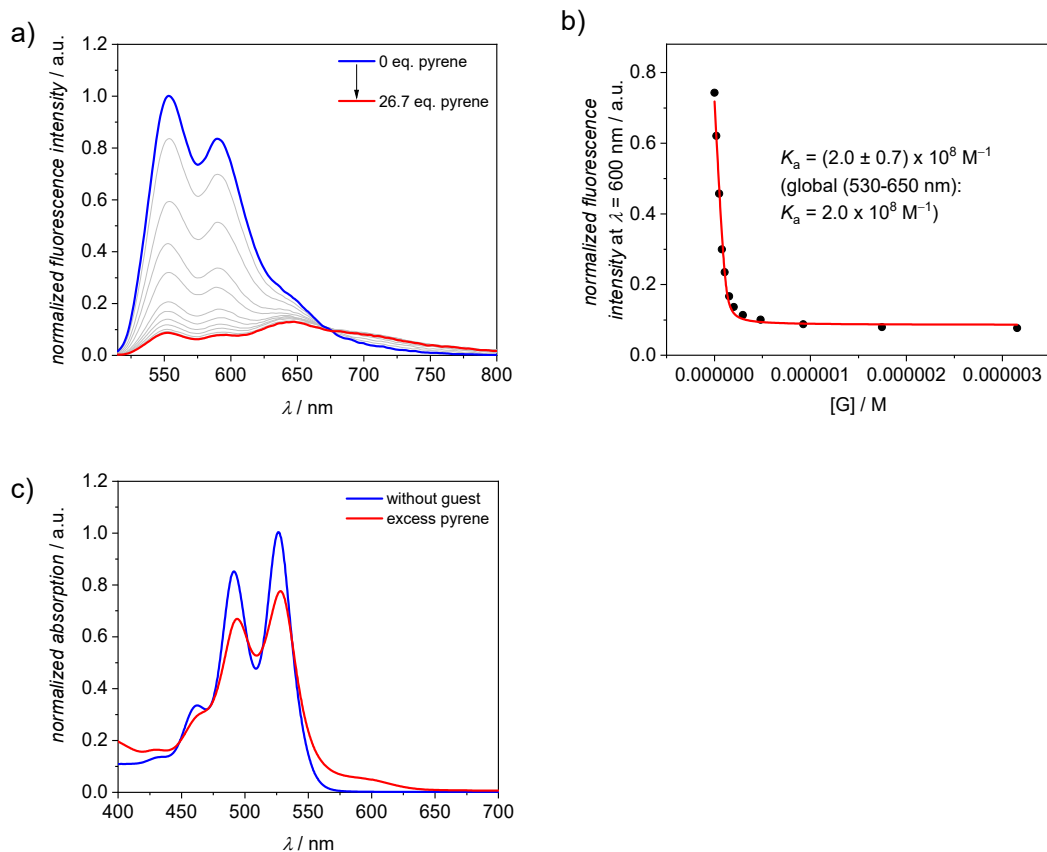 a)
normalized fluorescence intensity / a.u.
1.2
1.0
0.8
0.6
0.4
0.2
0.0
0 eq. pyrene
26.7 eq. pyrene
550 600 650 700 750 800
λ / nm
b)
normalized fluorescence
intensity at λ = 600 nm / a.u.
0.8
0.6
0.4
0.2
0.0
Kₐ = (2.0 ± 0.7) x 10⁸ M⁻¹
(global (530-650 nm):
Kₐ = 2.0 x 10⁸ M⁻¹)
0.000000 0.000001 0.000002 0.000003
[G] / M
c)
normalized absorption / a.u.
1.2
1.0
0.8
0.6
0.4
0.2
0.0
without guest
excess pyrene
400 450 500 550 600 650 700
λ / nm